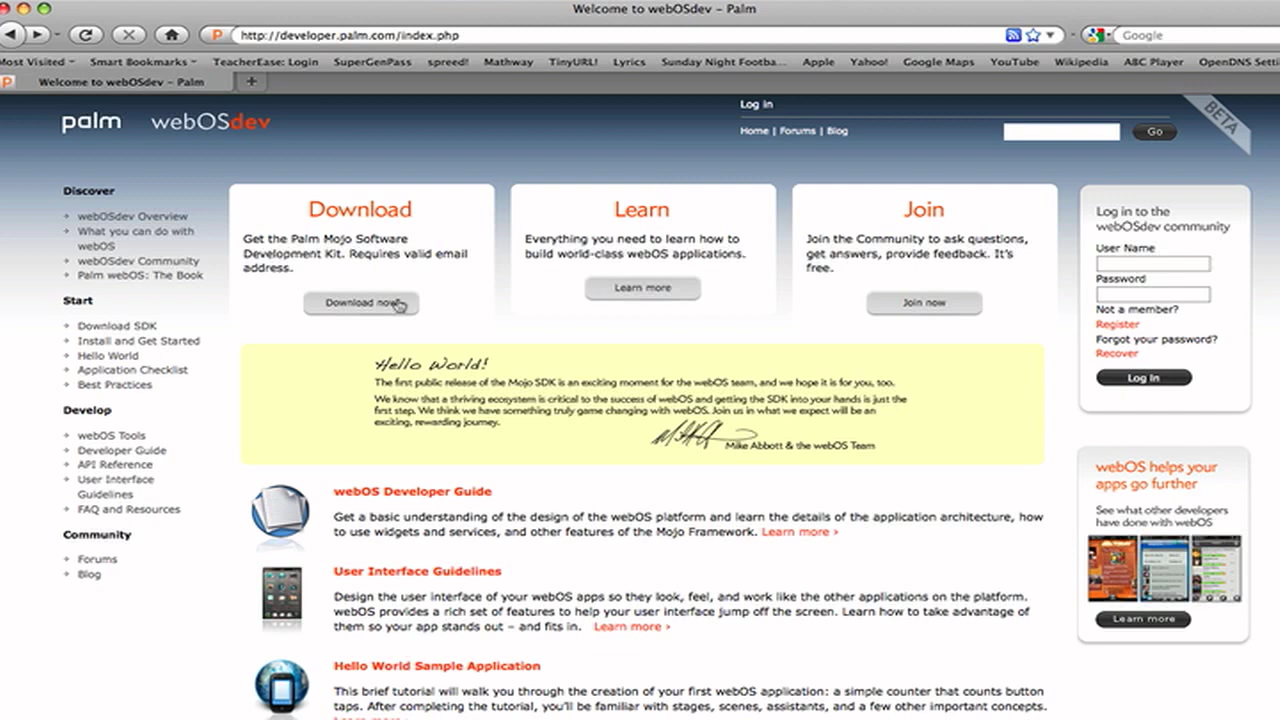 Welcome to webOSdev – Palm
http://developer.palm.com/index.php
Google
Most Visited
Smart Bookmarks
TeacherEase: Login
SuperGenPass
spreed!
Mathway
TinyURL!
Lyrics
Sunday Night Footba...
Apple
Yahoo!
Google Maps
YouTube
Wikipedia
ABC Player
OpenDNS Setti
Welcome to webOSdev – Palm
palm webOSdev
Log in
Home | Forums | Blog
Go
BETA
Discover
webOSdev Overview
What you can do with
webOS
webOSdev Community
Palm webOS: The Book
Start
Download SDK
Install and Get Started
Hello World
Application Checklist
Best Practices
Develop
webOS Tools
Developer Guide
API Reference
User Interface
Guidelines
FAQ and Resources
Community
Forums
Blog
Download
Get the Palm Mojo Software
Development Kit. Requires valid email
address.
Download now
Learn
Everything you need to learn how to
build world-class webOS applications.
Learn more
Join
Join the Community to ask questions,
get answers, provide feedback. It's
free.
Join now
Hello World!
The first public release of the Mojo SDK is an exciting moment for the webOS team, and we hope it is for you, too.
We know that a thriving ecosystem is critical to the success of webOS and getting the SDK into your hands is just the
first step. We think we have something truly game changing with webOS. Join us in what we expect will be an
exciting, rewarding journey.
Mike Abbott & the webOS Team
webOS Developer Guide
Get a basic understanding of the design of the webOS platform and learn the details of the application architecture, how
to use widgets and services, and other features of the Mojo Framework. Learn more ›
User Interface Guidelines
Design the user interface of your webOS apps so they look, feel, and work like the other applications on the platform.
webOS provides a rich set of features to help your user interface jump off the screen. Learn how to take advantage of
them so your app stands out – and fits in. Learn more ›
Hello World Sample Application
This brief tutorial will walk you through the creation of your first webOS application: a simple counter that counts button
taps. After completing the tutorial, you'll be familiar with stages, scenes, assistants, and a few other important concepts.
Log in to the
webOSdev community
User Name
Password
Not a member?
Register
Forgot your password?
Recover
Log In
webOS helps your
apps go further
See what other developers
have done with webOS
Learn more